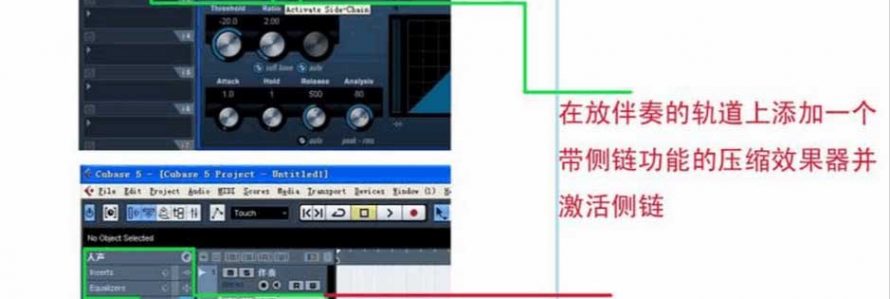 Threshold Ratio
Activate Side-Chain
-20.0 2.00
i4
soft knee auto
i5
Attack Hold Release Analysis
1.0 1 500 80
i6
auto peak - rms
在放伴奏的轨道上添加一个
带侧链功能的压缩效果器并
激活侧链
Cubase 5 - [Cubase 5 Project - Untitled1]
File Edit Project Audio MIDI Scores Media Transport Devices Window (1)
Touch
No Object Selected
人声
Inserts
1 伴奏
Equalizers